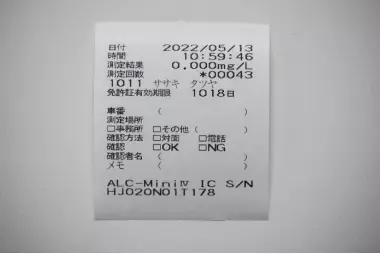 日付 2022/05/13
時間 10:59:46
測定結果 0.000mg/L
測定回数 *00043
1011 ササキ タツヤ
免許証有効期限 1018日
車番 (                )
測定場所
□事務所 □その他 (          )
確認方法 □対面 □電話
確認 □OK □NG
確認者名 (                )
メモ (                )
ALC-MiniⅣ IC S/N
HJ020N01T178